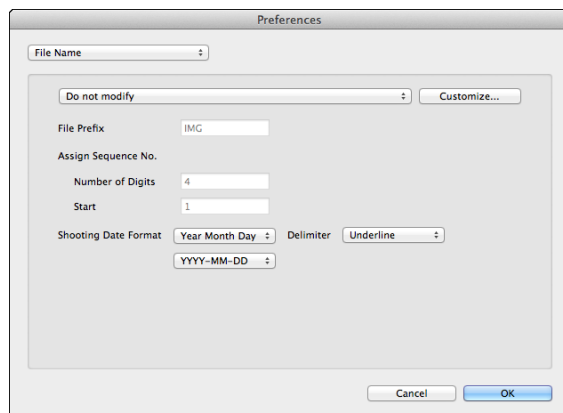 Preferences
File Name
Do not modify Customize...
File Prefix IMG
Assign Sequence No.
Number of Digits 4
Start 1
Shooting Date Format Year Month Day Delimiter Underline
YYYY-MM-DD
Cancel OK